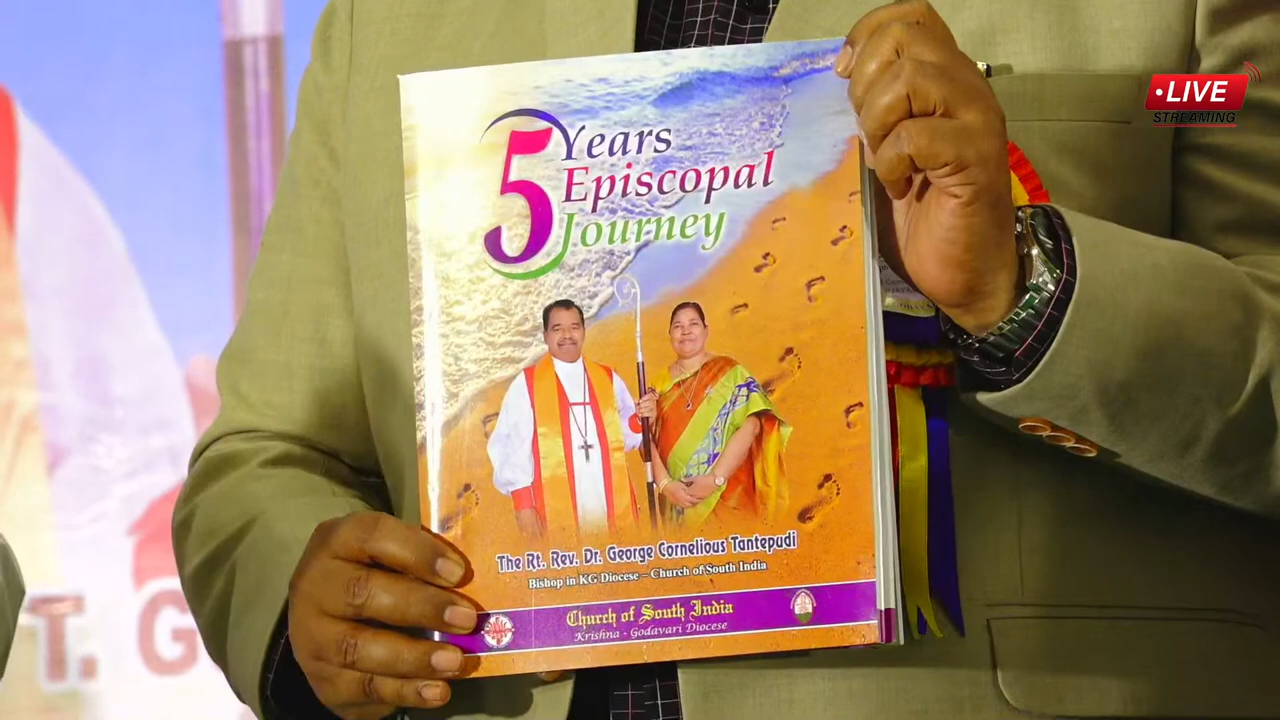 LIVE
STREAMING
5 Years
Episcopal
Journey
The Rt. Rev. Dr. George Cornelious Tantepudi
Bishop in KG Diocese – Church of South India
Church of South India
Krishna - Godavari Diocese
T. G